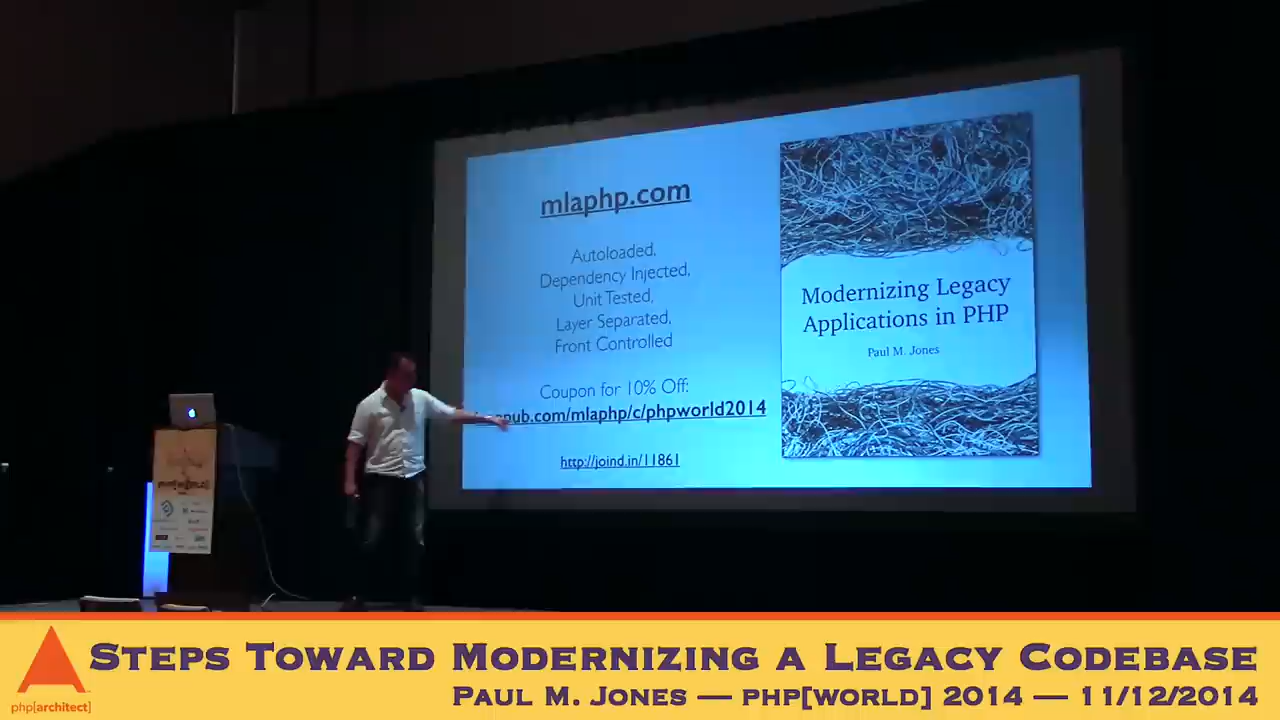 mlaphp.com
Autoloaded,
Dependency Injected,
Unit Tested,
Layer Separated,
Front Controlled
Coupon for 10% Off:
pub.com/mlaphp/c/phpworld2014
http://joind.in/11861
Modernizing Legacy
Applications in PHP
Paul M. Jones
Steps Toward Modernizing a Legacy Codebase
Paul M. Jones — php[world] 2014 — 11/12/2014
php[architect]